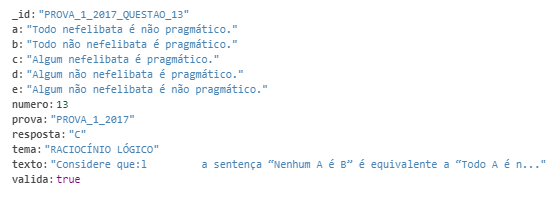 _id:"PROVA_1_2017_QUESTAO_13"
a:"Todo nefelibata é não pragmático."
b:"Todo não nefelibata é pragmático."
c:"Algum nefelibata é pragmático."
d:"Algum não nefelibata é pragmático."
e:"Algum não nefelibata é não pragmático."
numero:13
prova:"PROVA_1_2017"
resposta:"C"
tema:"RACIOCÍNIO LÓGICO"
texto:"Considere que:l a sentença “Nenhum A é B” é equivalente a “Todo A é n..."
valida:true